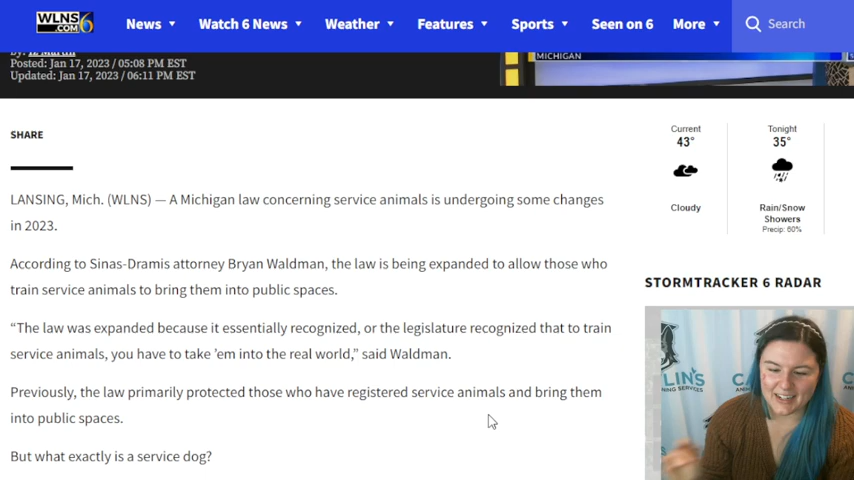 WLNS .COM 6
News Watch 6 News Weather Features Sports Seen on 6 More Search
by: Iz Martin
Posted: Jan 17, 2023 / 05:08 PM EST
Updated: Jan 17, 2023 / 06:11 PM EST
MICHIGAN
SHARE
LANSING, Mich. (WLNS) — A Michigan law concerning service animals is undergoing some changes
in 2023.
According to Sinas-Dramis attorney Bryan Waldman, the law is being expanded to allow those who
train service animals to bring them into public spaces.
“The law was expanded because it essentially recognized, or the legislature recognized that to train
service animals, you have to take ’em into the real world,” said Waldman.
Previously, the law primarily protected those who have registered service animals and bring them
into public spaces.
But what exactly is a service dog?
Current
43°
Cloudy
Tonight
35°
Rain/Snow
Showers
Precip: 60%
STORMTRACKER 6 RADAR